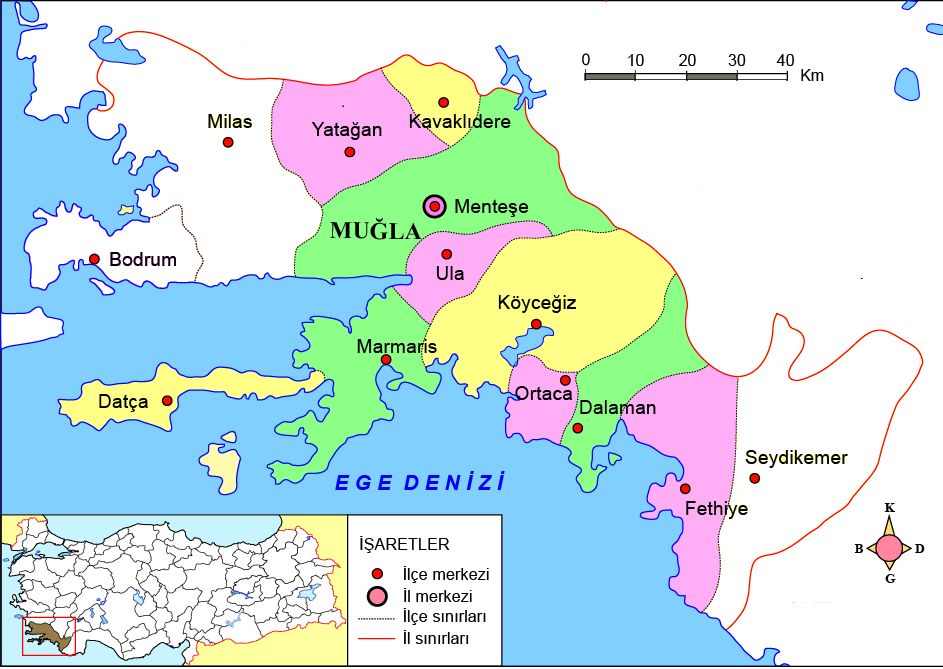 0 10 20 30 40
Km
Milas
Yatağan
Kavaklıdere
Menteşe
MUĞLA
Bodrum
Ula
Köyceğiz
Marmaris
Datça
Ortaca
Dalaman
Seydikemer
Fethiye
EGE DENİZİ
K
B D
G
İŞARETLER
İlçe merkezi
İl merkezi
İlçe sınırları
İl sınırları